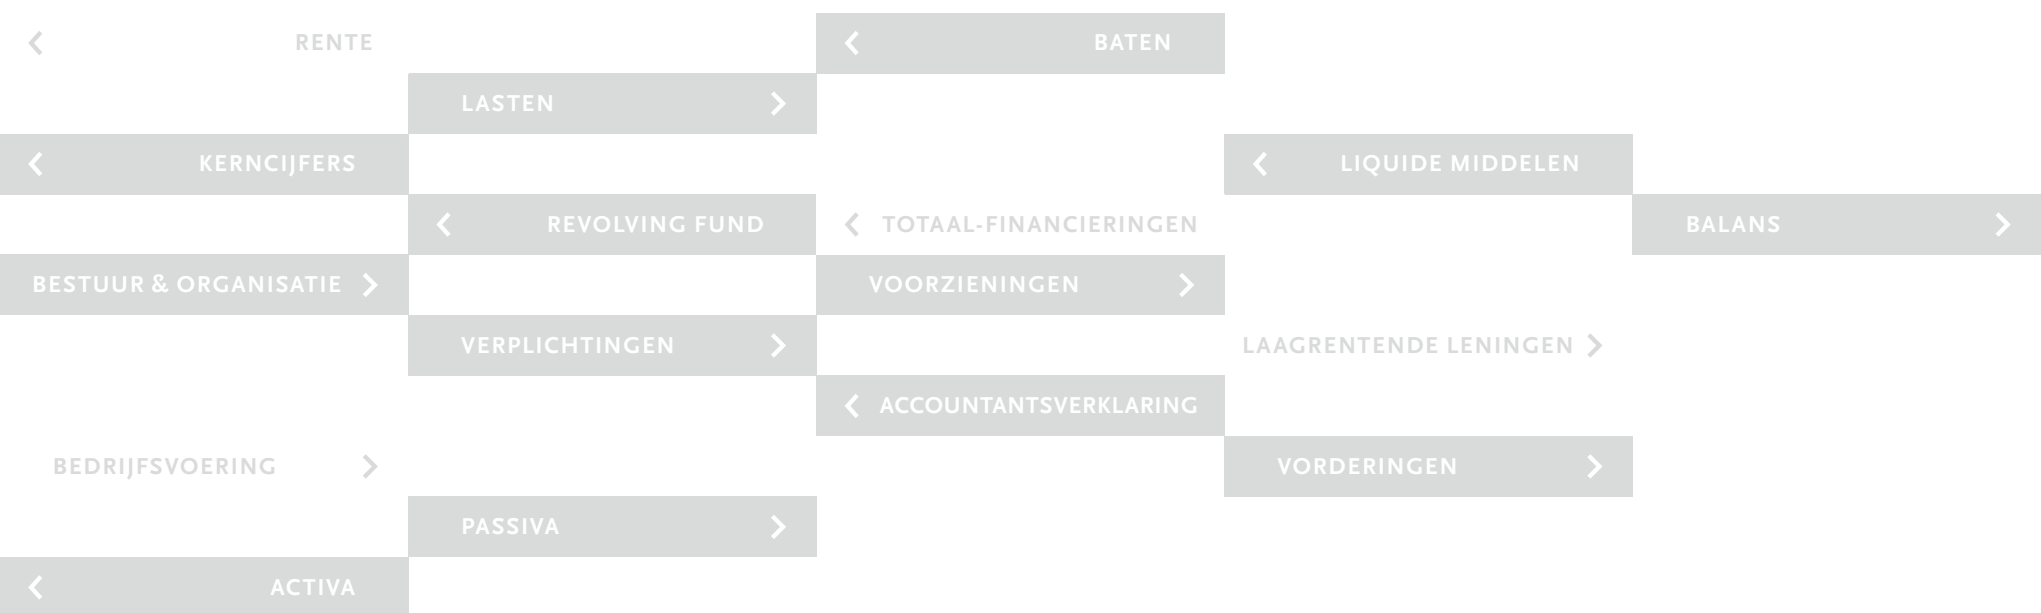 RENTE
BATEN
LASTEN
KERNCIJFERS
LIQUIDE MIDDELEN
REVOLVING FUND
TOTAAL-FINANCIERINGEN
BALANS
BESTUUR & ORGANISATIE
VOORZIENINGEN
VERPLICHTINGEN
LAAGRENTENDE LENINGEN
ACCOUNTANTSVERKLARING
BEDRIJFSVOERING
VORDERINGEN
PASSIVA
ACTIVA